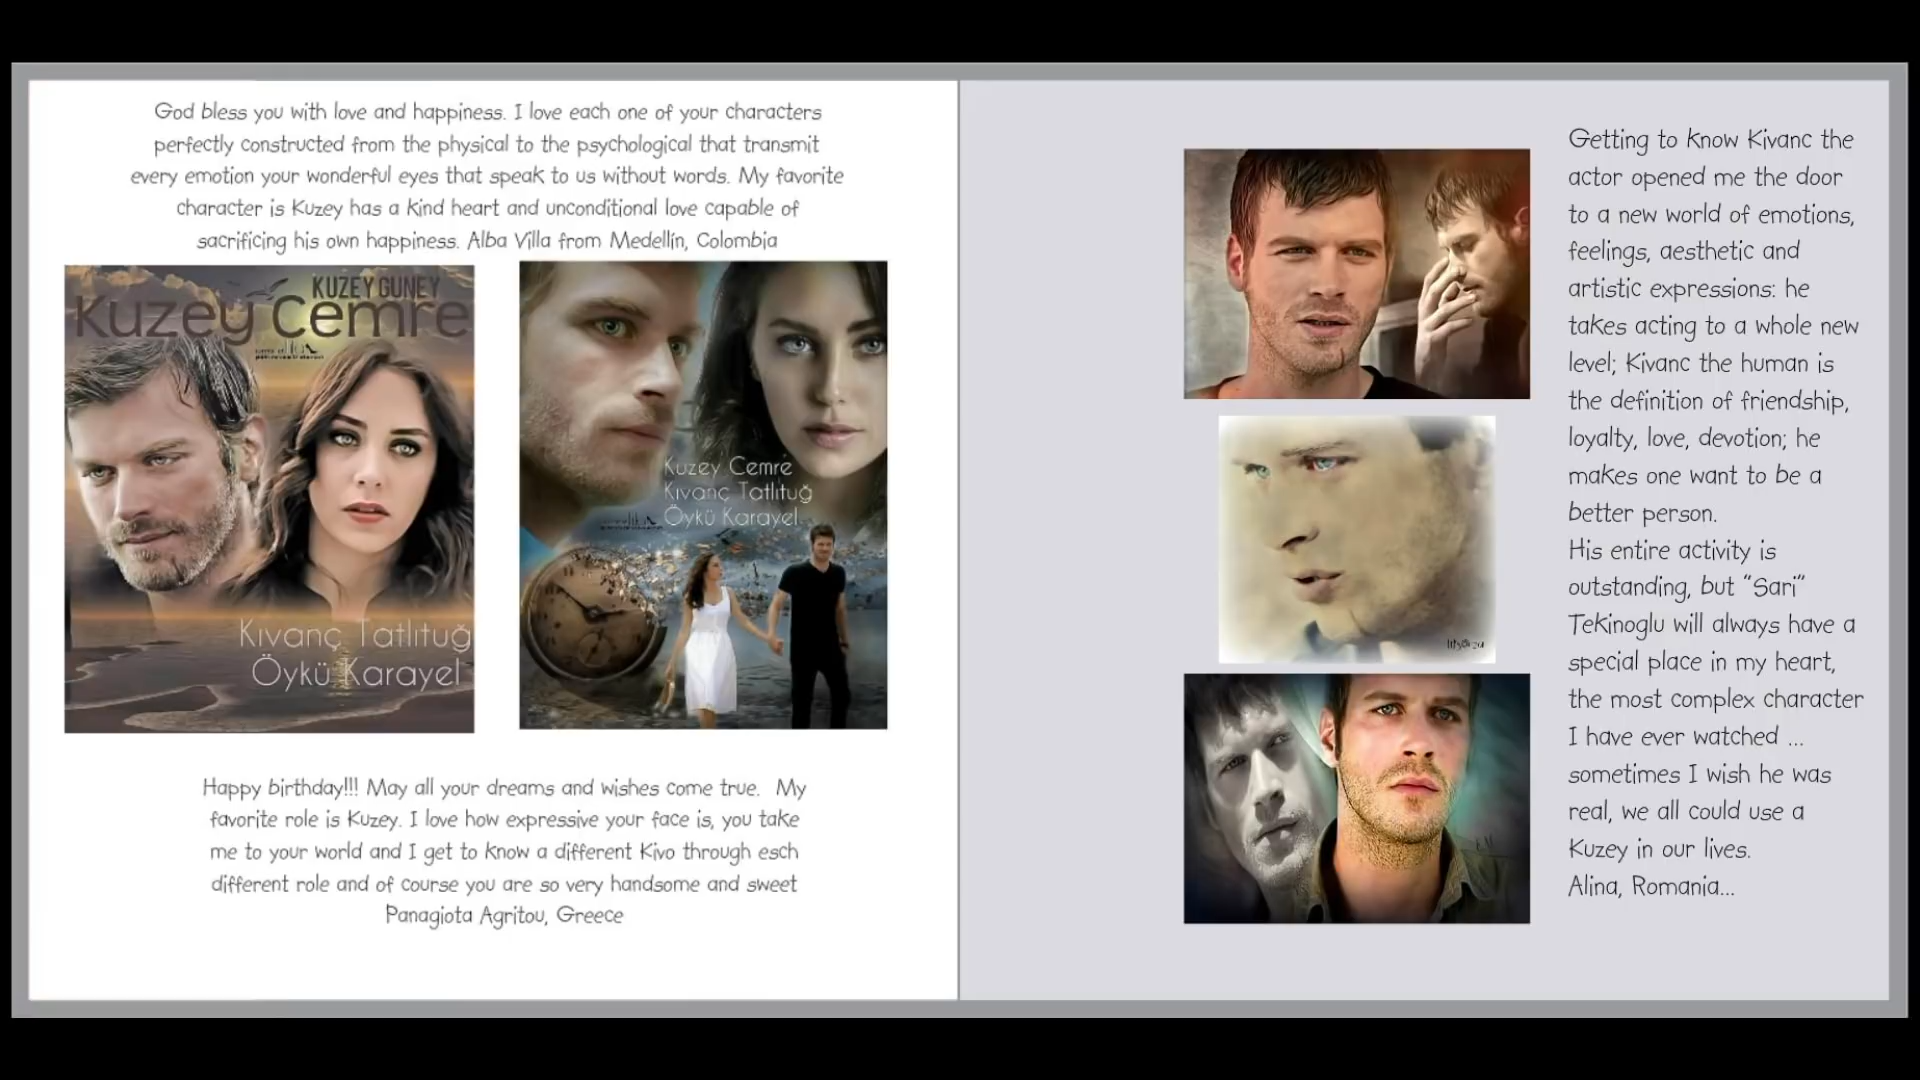 God bless you with love and happiness. I love each one of your characters
perfectly constructed from the physical to the psychological that transmit
every emotion your wonderful eyes that speak to us without words. My favorite
character is Kuzey has a kind heart and unconditional love capable of
sacrificing his own happiness. Alba Villa from Medellín, Colombia
KUZEY GUNEY
Kuzey Cemre
Kıvanç Tatlıtuğ
Öykü Karayel
Kuzey Cemre
Kıvanç Tatlıtuğ
Öykü Karayel
Happy birthday!!! May all your dreams and wishes come true. My
favorite role is Kuzey. I love how expressive your face is, you take
me to your world and I get to know a different Kivo through esch
different role and of course you are so very handsome and sweet
Panagiota Agritou, Greece
Getting to know Kivanc the
actor opened me the door
to a new world of emotions,
feelings, aesthetic and
artistic expressions: he
takes acting to a whole new
level; Kivanc the human is
the definition of friendship,
loyalty, love, devotion; he
makes one want to be a
better person.
His entire activity is
outstanding, but "Sari"
Tekinoglu will always have a
special place in my heart,
the most complex character
I have ever watched ...
sometimes I wish he was
real, we all could use a
Kuzey in our lives.
Alina, Romania...